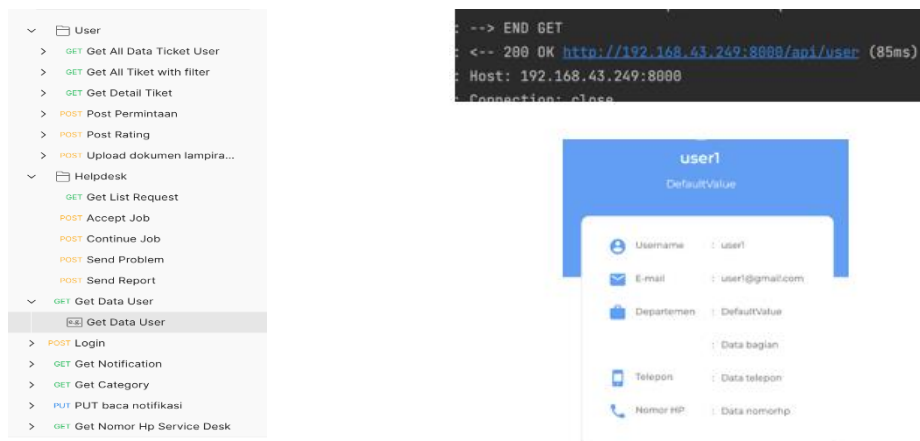 User
GET Get All Data Ticket User
GET Get All Tiket with filter
GET Get Detail Tiket
POST Post Permintaan
POST Post Rating
POST Upload dokumen lampira...
Helpdesk
GET Get List Request
POST Accept Job
POST Continue Job
POST Send Problem
POST Send Report
GET Get Data User
e.g. Get Data User
POST Login
GET Get Notification
GET Get Category
PUT PUT baca notifikasi
GET Get Nomor Hp Service Desk
: --> END GET
: <-- 200 OK http://192.168.43.249:8000/api/user (85ms)
: Host: 192.168.43.249:8000
: Connection: close
user1
DefaultValue
Username : user1
E-mail : user1@gmail.com
Departemen : DefaultValue
: Data bagian
Telepon : Data telepon
Nomor HP : Data nomorhp